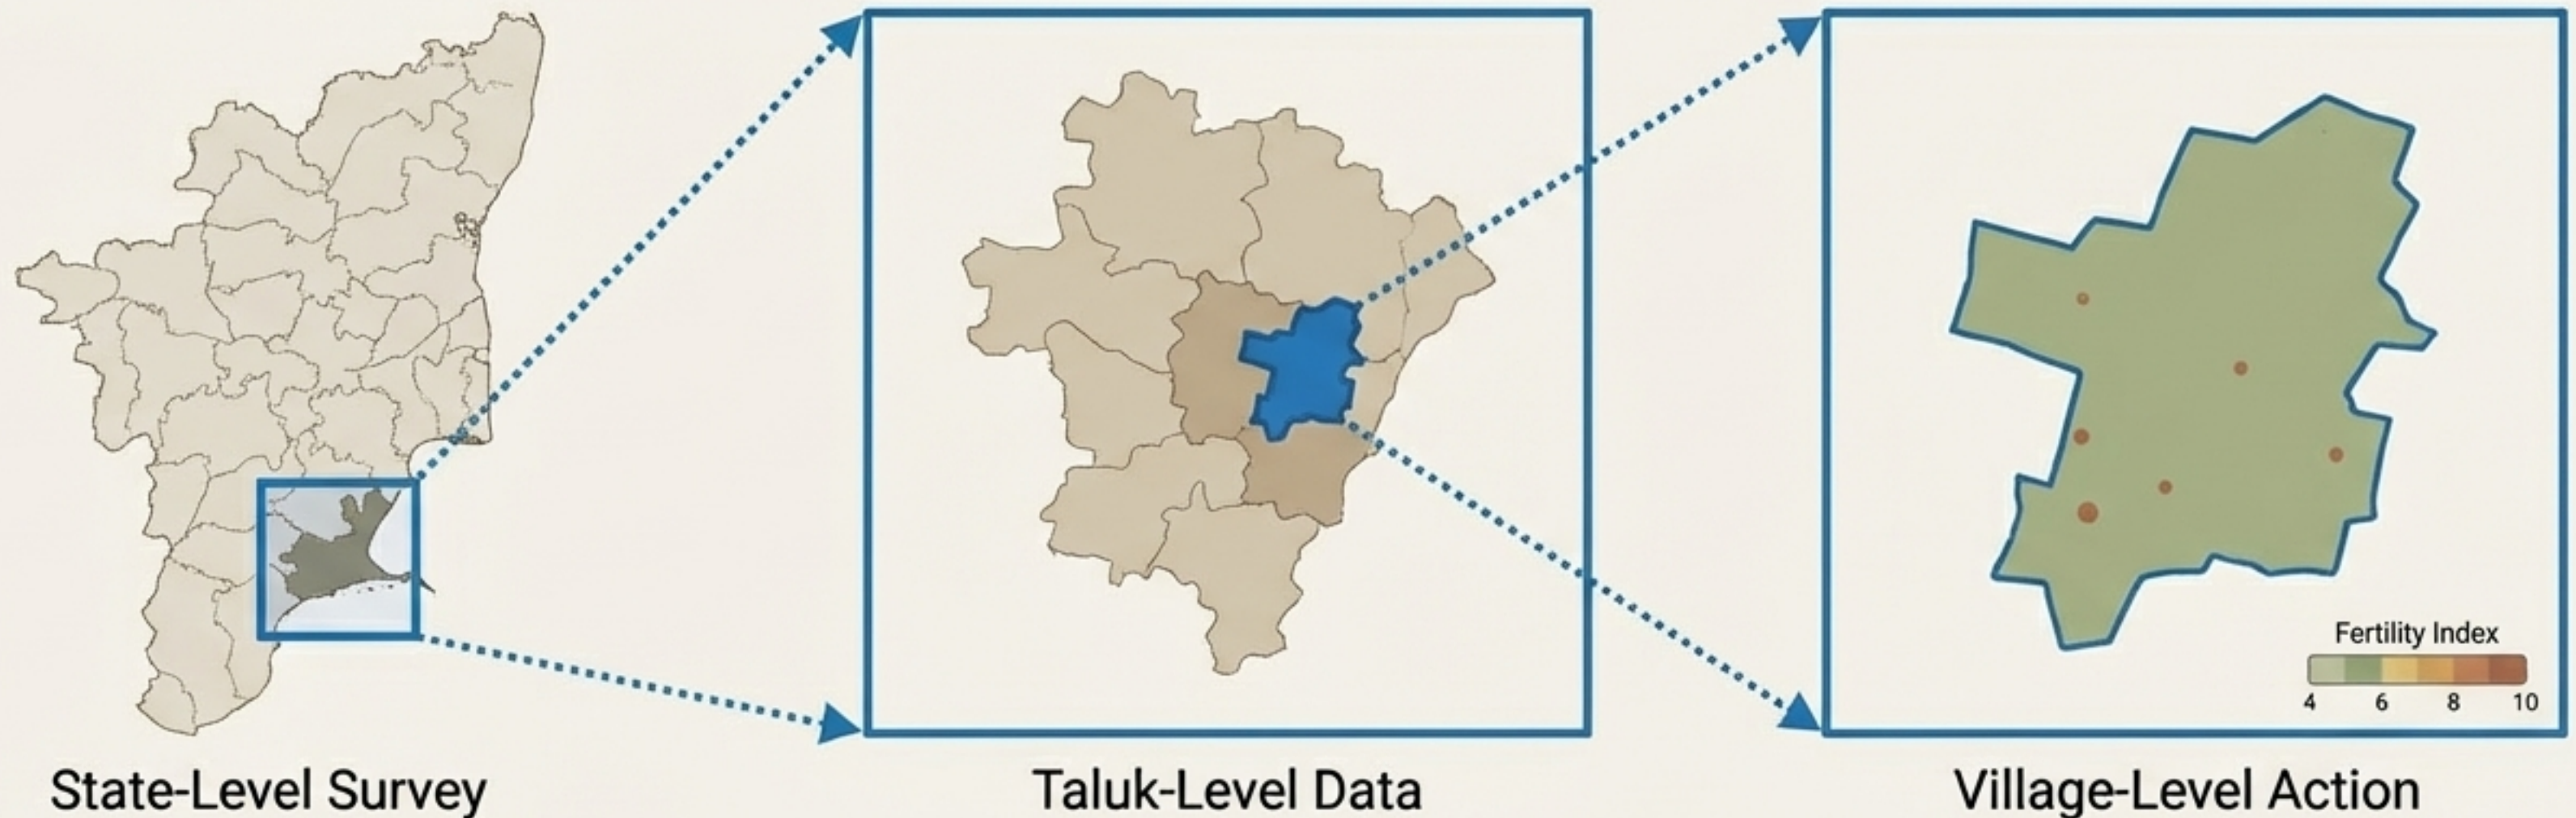 Fertility Index
4 6 8 10
State-Level Survey
Taluk-Level Data
Village-Level Action